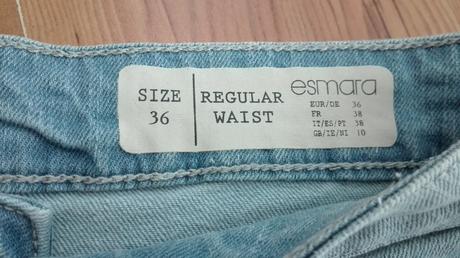 SIZE
36
REGULAR
WAIST
esmara
EUR/DE 36
FR 38
IT/ES/PT 38
GB/IE/NI 10